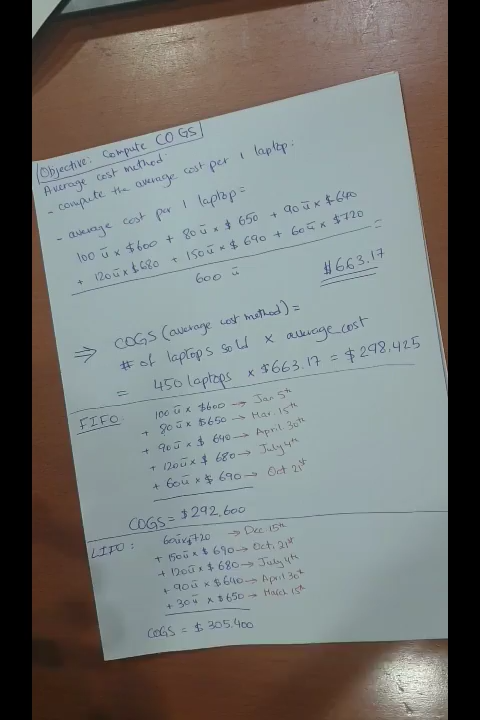 Objective: Compute COGS
Average cost method:
- compute the average cost per 1 laptop.
- average cost per 1 laptop =
100 ū x $600 + 80 ū x $650 + 90 ū x $640
+ 120 ū x $680 + 150 ū x $690 + 60 ū x $720 =
600 ū
$663.17
⇒ COGS (average cost method) =
# of laptops sold x average cost
= 450 laptops x $663.17 = $298,425
FIFO:
100 ū x $600 → Jan 5th
+ 80 ū x $650 → Mar. 15th
+ 90 ū x $ 640 → April 30th
+ 120 ū x $ 680 → July 4th
+ 60 ū x $ 690 → Oct 21st
COGS = $292,600
LIFO:
60 ū x $720 → Dec 15th
+ 150 ū x $ 690 → Oct, 21st
+ 120 ū x $ 680 → July 4th
+ 90 ū x $640 → April 30th
+ 30 ū x $650 → March 15th
COGS = $ 305.400